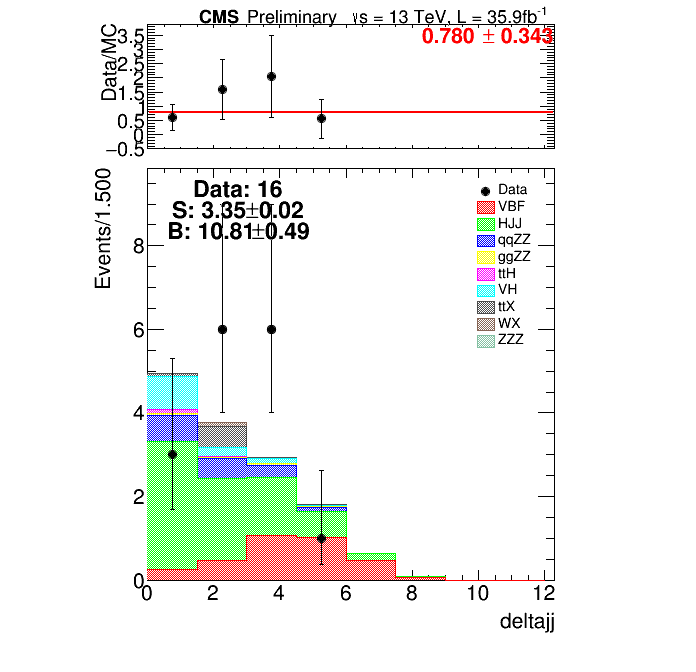 CMS Preliminary √s = 13 TeV, L = 35.9fb-1
Data/MC
0.780 ± 0.343
3.5
3
2.5
2
1.5
1
0.5
0
−0.5
Events/1.500
Data: 16
S: 3.35±0.02
B: 10.81±0.49
Data
VBF
HJJ
qqZZ
ggZZ
ttH
VH
ttX
WX
ZZZ
8
6
4
2
0
0 2 4 6 8 10 12
deltajj